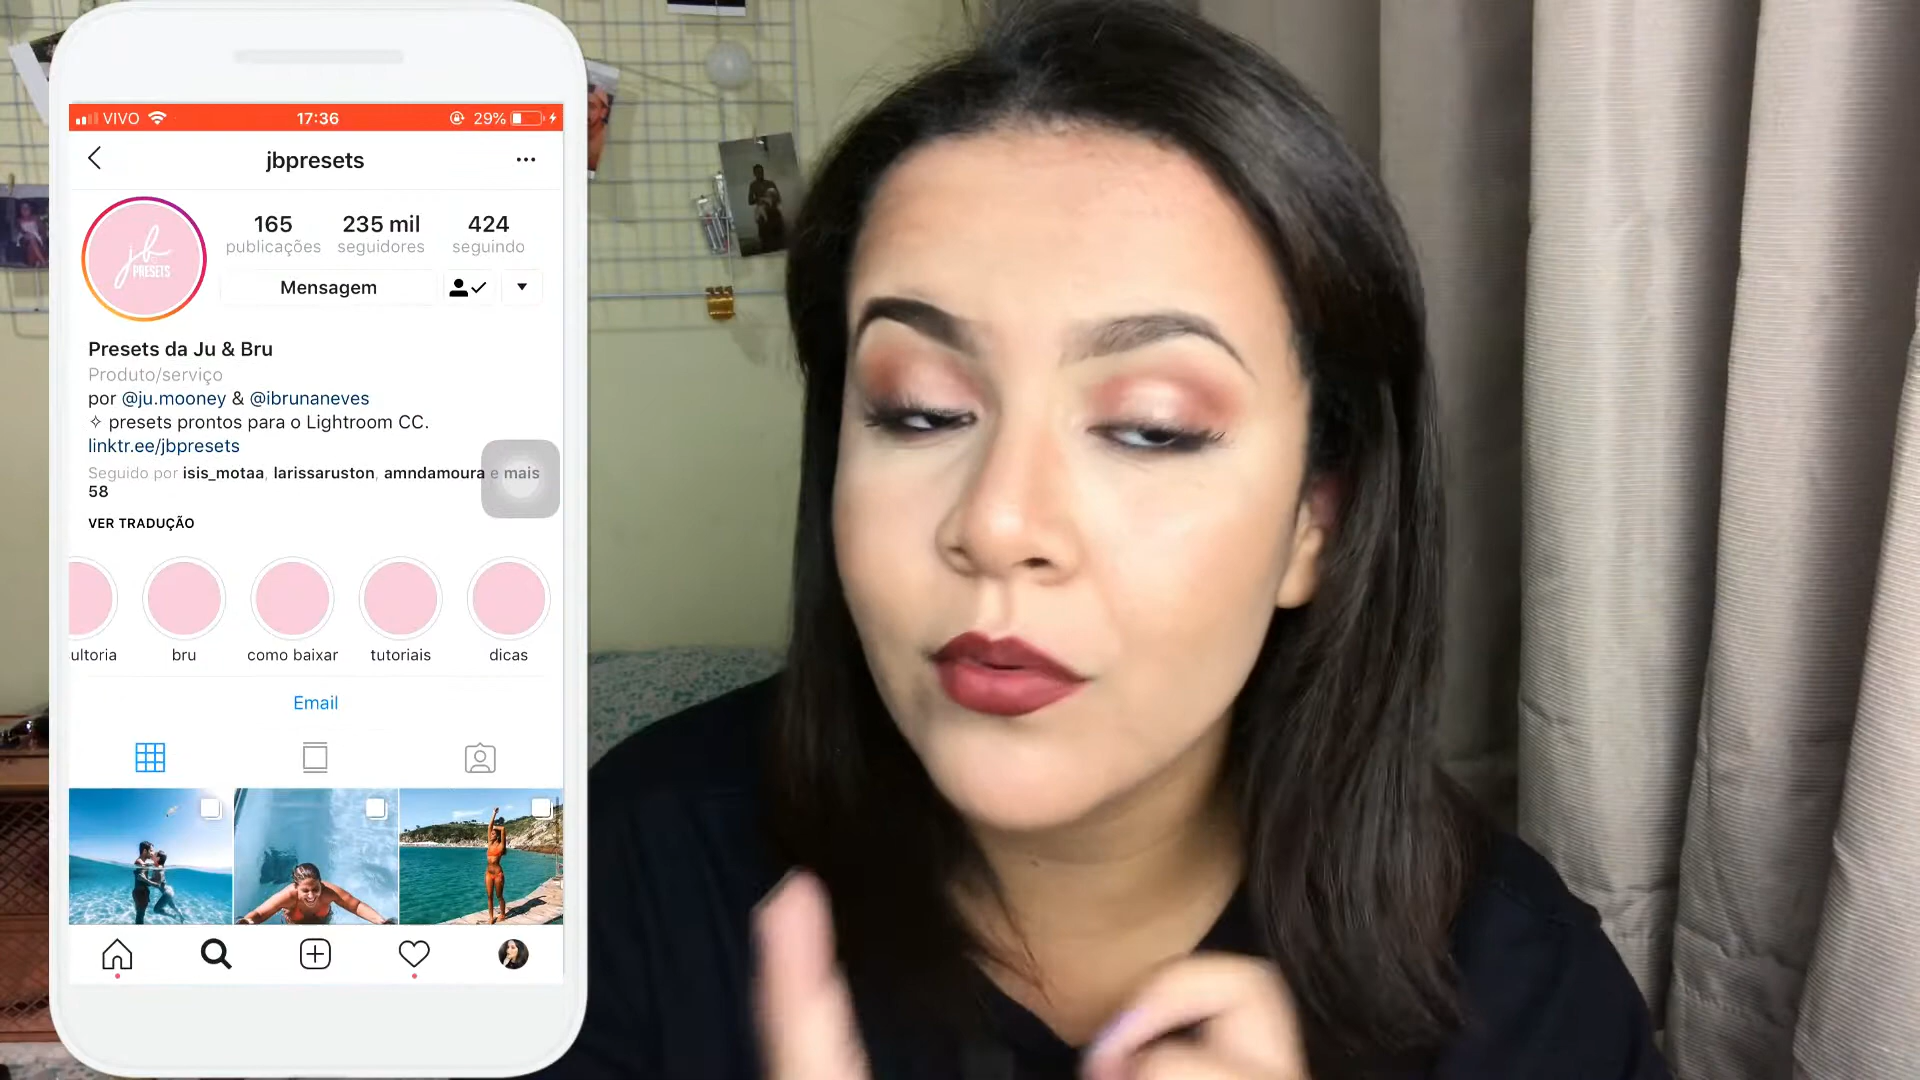 VIVO 17:36 29%
jbpresets
jb PRESETS
165 235 mil 424
publicações seguidores seguindo
Mensagem
Presets da Ju & Bru
Produto/serviço
por @ju.mooney & @ibrunaneves
✧ presets prontos para o Lightroom CC.
linktr.ee/jbpresets
Seguido por isis_motaa, larissaruston, amndamoura e mais
58
VER TRADUÇÃO
ultoria bru como baixar tutoriais dicas
Email